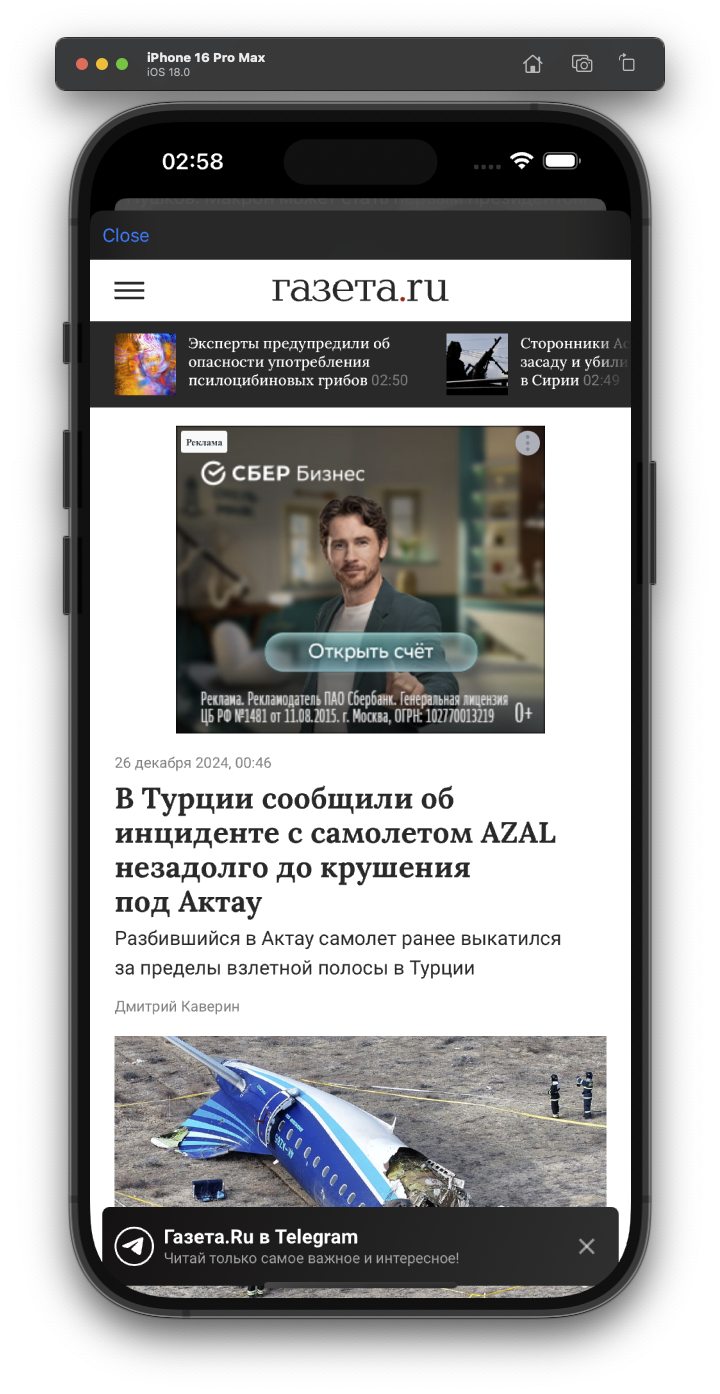 iPhone 16 Pro Max
iOS 18.0
02:58
Close
газета.ru
Эксперты предупредили об
опасности употребления
псилоцибиновых грибов 02:50
Сторонники
засаду и убили
в Сирии 02:49
Реклама
СБЕР Бизнес
Открыть счёт
Реклама. Рекламодатель ПАО Сбербанк. Генеральная лицензия
ЦБ РФ №1481 от 11.08.2015. г. Москва, ОГРН: 102770013219
0+
26 декабря 2024, 00:46
В Турции сообщили об
инциденте с самолетом AZAL
незадолго до крушения
под Актау
Разбившийся в Актау самолет ранее выкатился
за пределы взлетной полосы в Турции
Дмитрий Каверин
Газета.Ru в Telegram
Читай только самое важное и интересное!